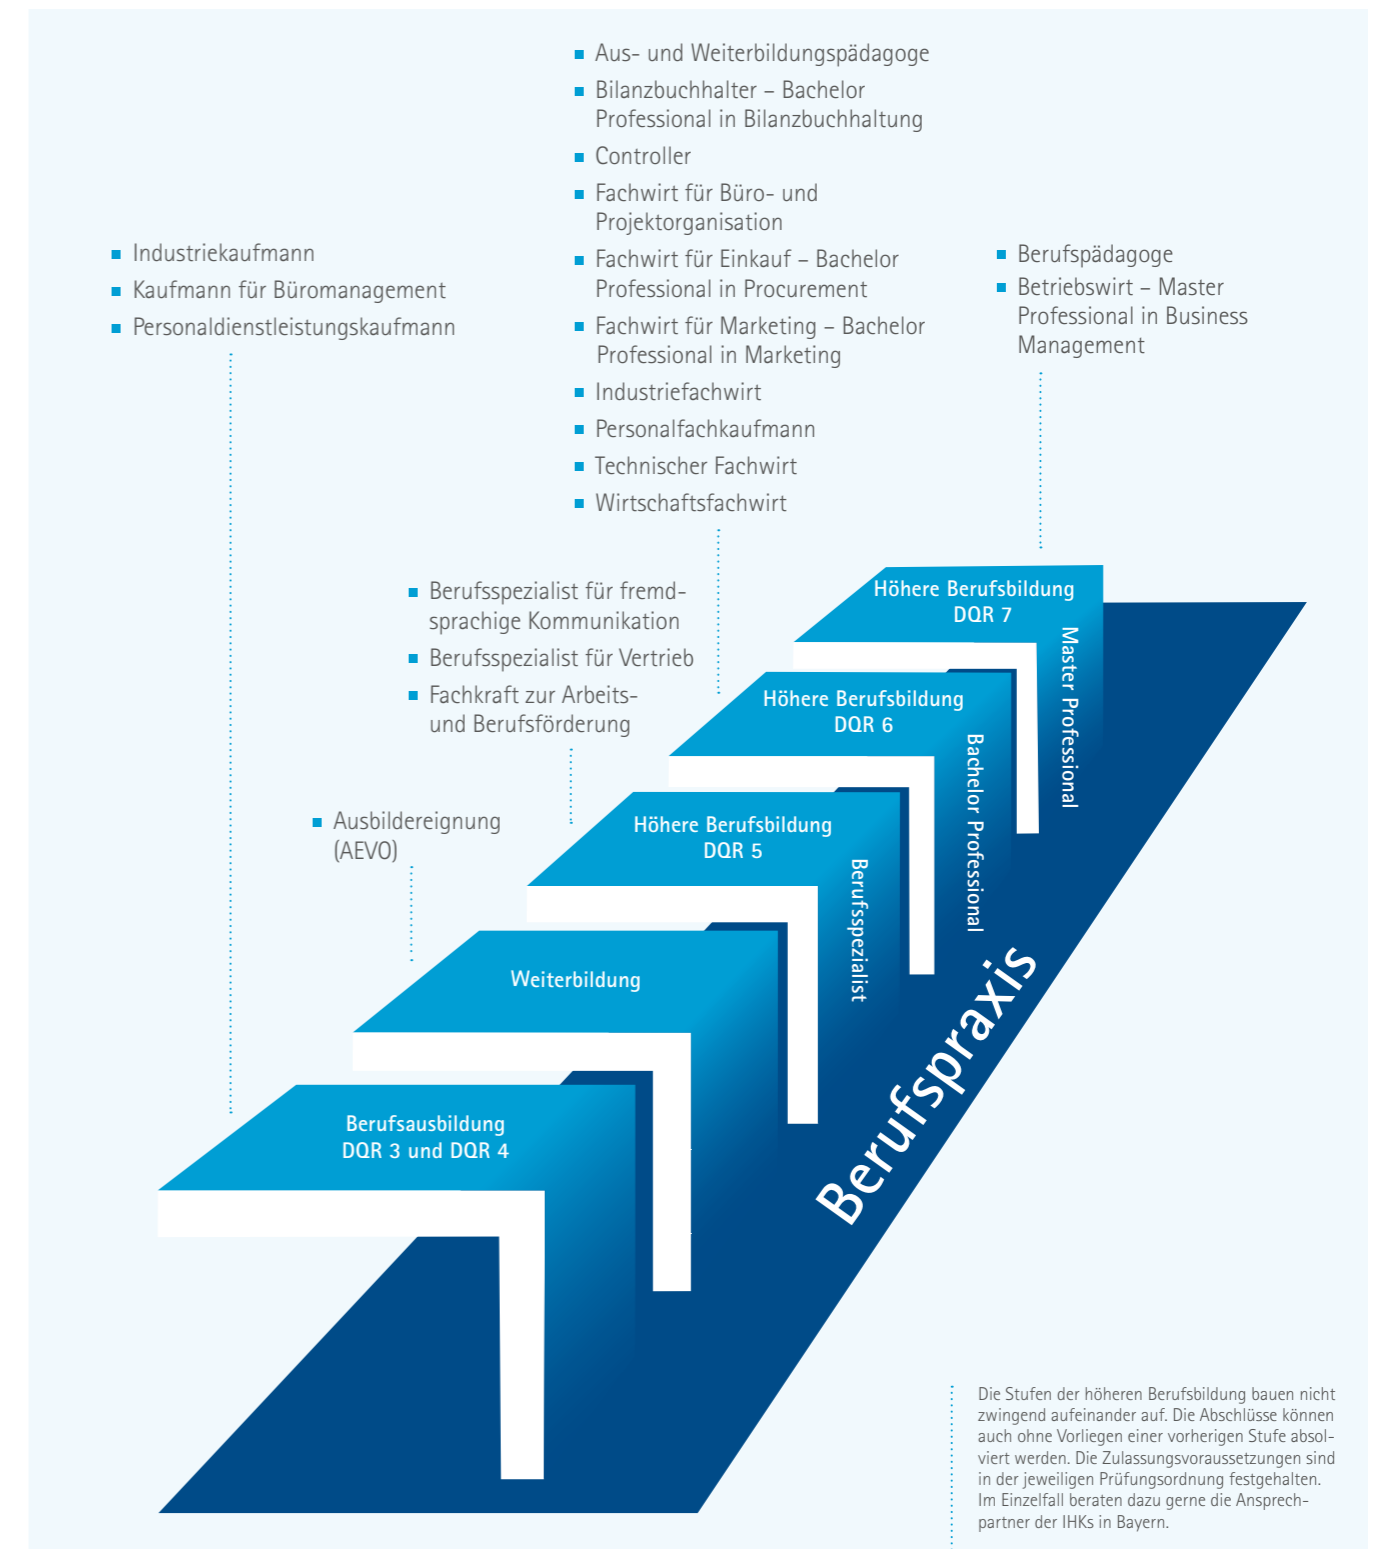 Aus- und Weiterbildungspädagoge
Bilanzbuchhalter – Bachelor
Professional in Bilanzbuchhaltung
Controller
Fachwirt für Büro- und
Projektorganisation
Fachwirt für Einkauf – Bachelor
Professional in Procurement
Fachwirt für Marketing – Bachelor
Professional in Marketing
Industriefachwirt
Personalfachkaufmann
Technischer Fachwirt
Wirtschaftsfachwirt
Industriekaufmann
Kaufmann für Büromanagement
Personaldienstleistungskaufmann
Berufspädagoge
Betriebswirt – Master
Professional in Business
Management
Berufsspezialist für fremd-
sprachige Kommunikation
Berufsspezialist für Vertrieb
Fachkraft zur Arbeits-
und Berufsförderung
Ausbildereignung
(AEVO)
Höhere Berufsbildung
DQR 7
Master Professional
Höhere Berufsbildung
DQR 6
Bachelor Professional
Höhere Berufsbildung
DQR 5
Berufsspezialist
Weiterbildung
Berufsausbildung
DQR 3 und DQR 4
Berufspraxis
Die Stufen der höheren Berufsbildung bauen nicht
zwingend aufeinander auf. Die Abschlüsse können
auch ohne Vorliegen einer vorherigen Stufe absol-
viert werden. Die Zulassungsvoraussetzungen sind
in der jeweiligen Prüfungsordnung festgehalten.
Im Einzelfall beraten dazu gerne die Ansprech-
partner der IHKs in Bayern.